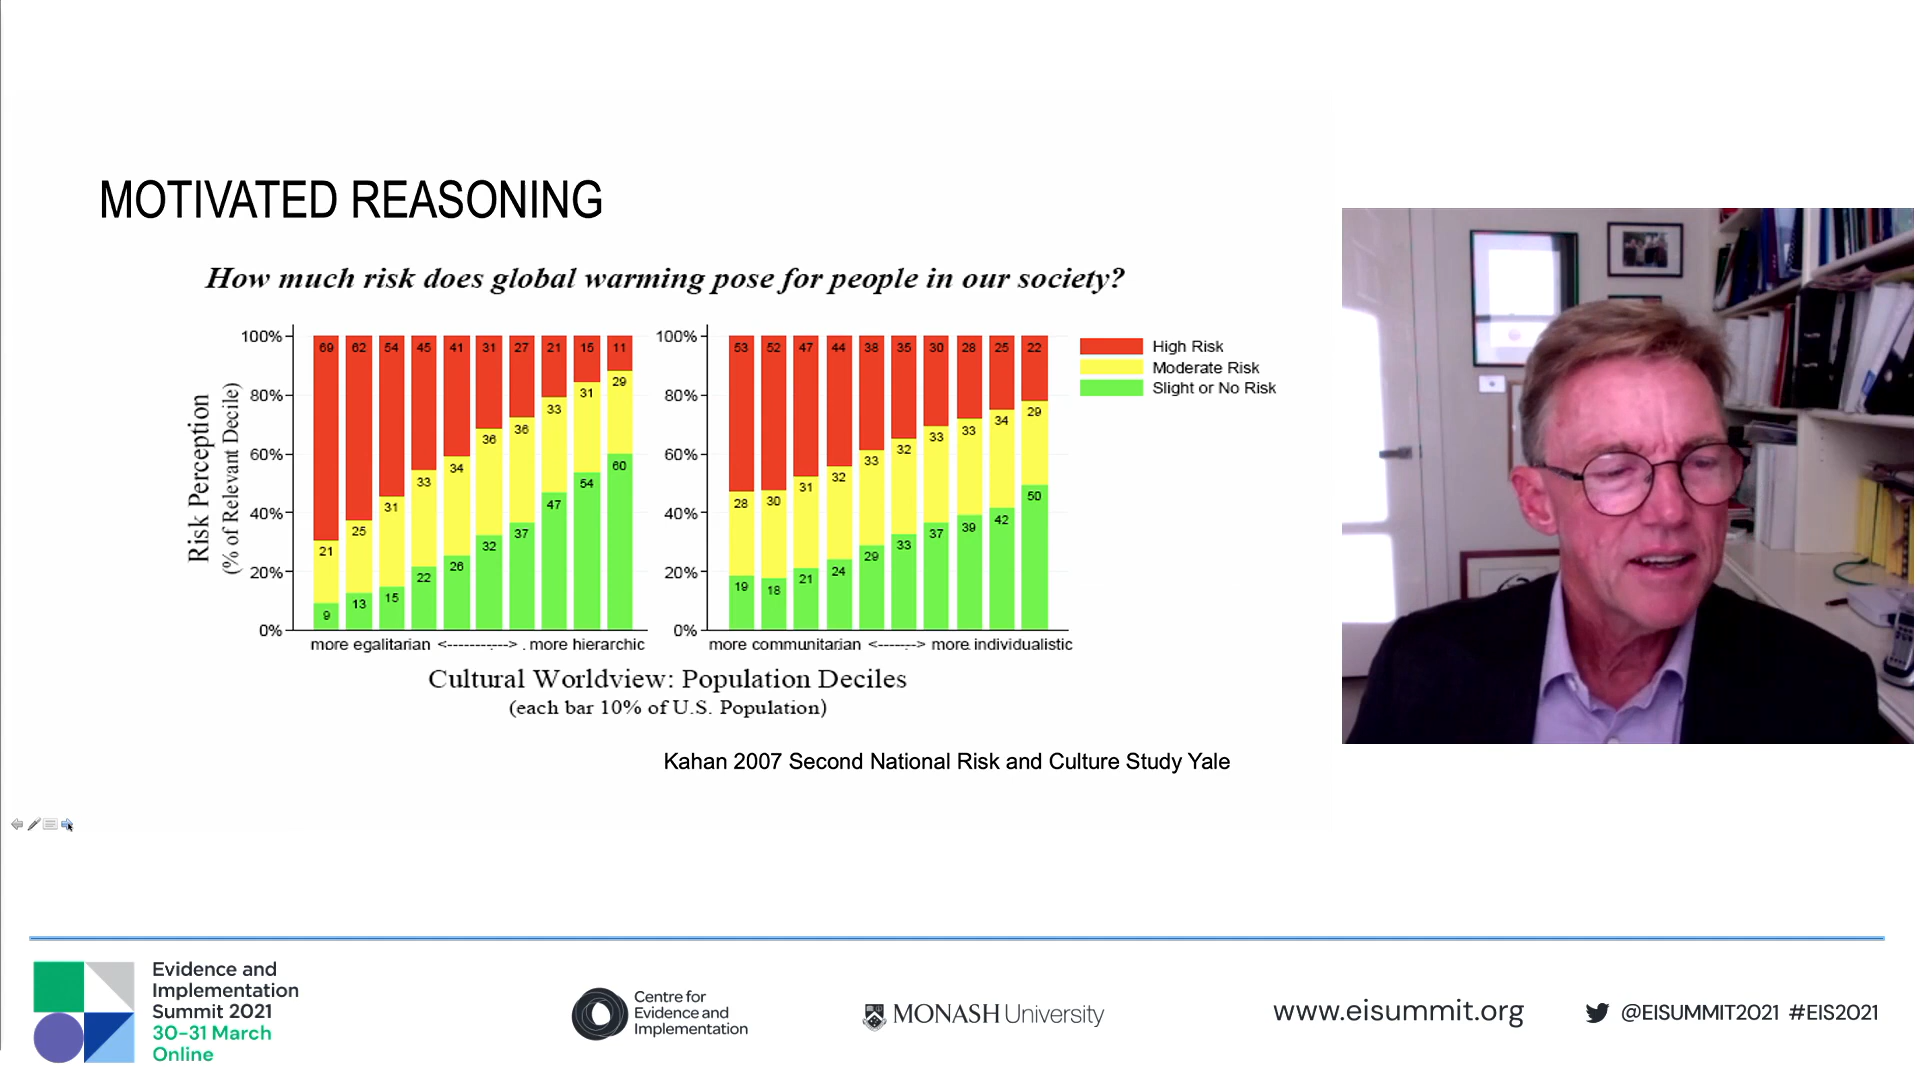 MOTIVATED REASONING
How much risk does global warming pose for people in our society?
Risk Perception
(% of Relevant Decile)
100%
80%
60%
40%
20%
0%
69 62 54 45 41 31 27 21 15 11
21 25 31 33 34 36 36 33 31 29
9 13 15 22 26 32 37 47 54 60
more egalitarian <-----------> . more hierarchic
100%
80%
60%
40%
20%
0%
53 52 47 44 38 35 30 28 25 22
28 30 31 32 33 32 33 33 34 29
19 18 21 24 29 33 37 39 42 50
more communitarian <-------> more individualistic
High Risk
Moderate Risk
Slight or No Risk
Cultural Worldview: Population Deciles
(each bar 10% of U.S. Population)
Kahan 2007 Second National Risk and Culture Study Yale
Evidence and
Implementation
Summit 2021
30–31 March
Online
Centre for
Evidence and
Implementation
MONASH University
www.eisummit.org
@EISUMMIT2021 #EIS2021